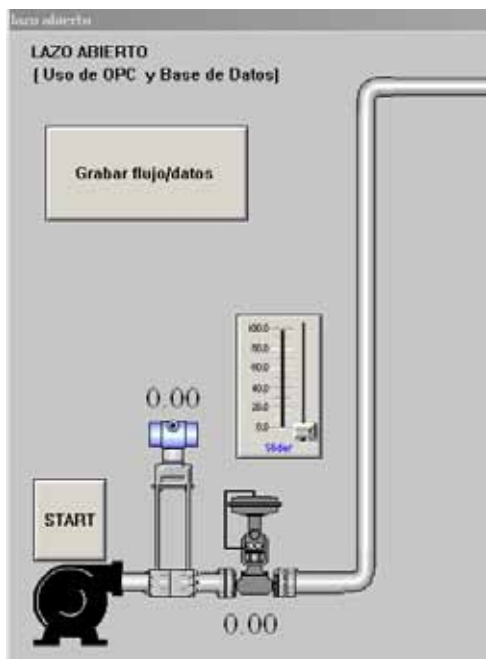 lazo abierto
LAZO ABIERTO
[ Uso de OPC y Base de Datos]
Grabar flujo/datos
100.0
80.0
60.0
40.0
20.0
0.0
Slider
0.00
START
0.00